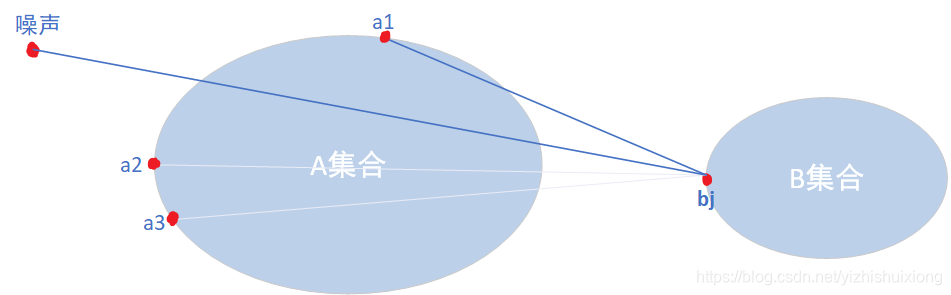 噪声
a1
a2
A集合
B集合
bj
a3
https://blog.csdn.net/yizhishuixiong